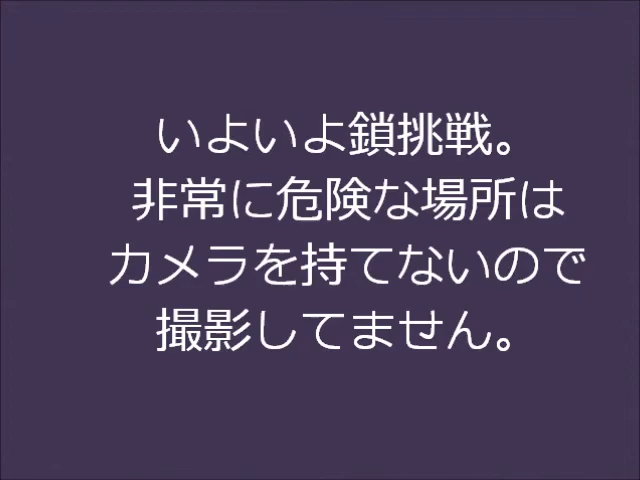 いよいよ鎖挑戦。
非常に危険な場所は
カメラを持てないので
撮影してません。